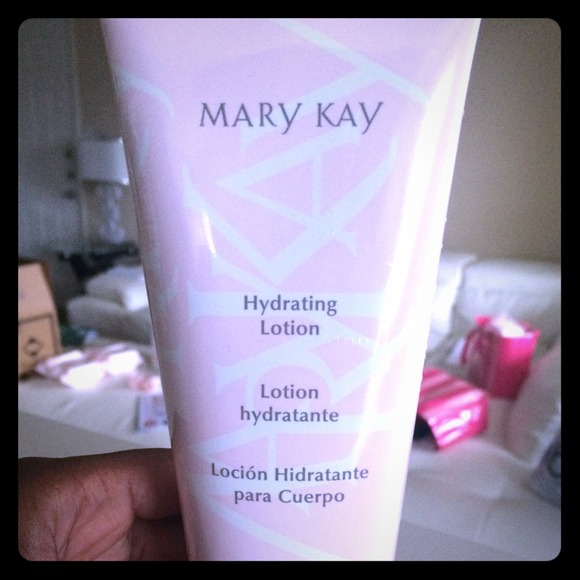 MARY KAY
Hydrating
Lotion
Lotion
hydratante
Loción Hidratante
para Cuerpo